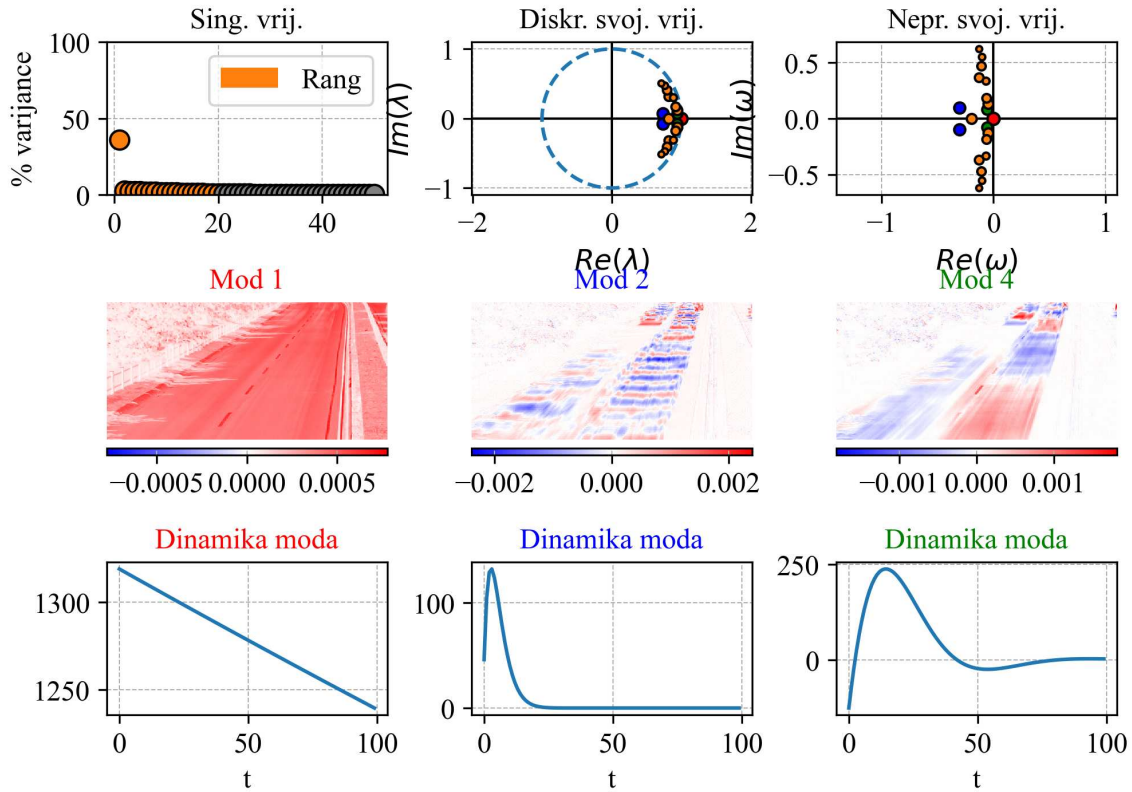 Sing. vrij.
Diskr. svoj. vrij.
Nepr. svoj. vrij.
% varijance
100
50
0
Rang
0
20
40
Im(λ)
1
0
−1
−2
0
2
Re(λ)
Im(ω)
0.5
0.0
−0.5
−1
0
1
Re(ω)
Mod 1
Mod 2
Mod 4
−0.0005
0.0000
0.0005
−0.002
0.000
0.002
−0.001
0.000
0.001
Dinamika moda
Dinamika moda
Dinamika moda
1300
1250
0
50
100
t
100
0
0
50
100
t
250
0
0
50
100
t